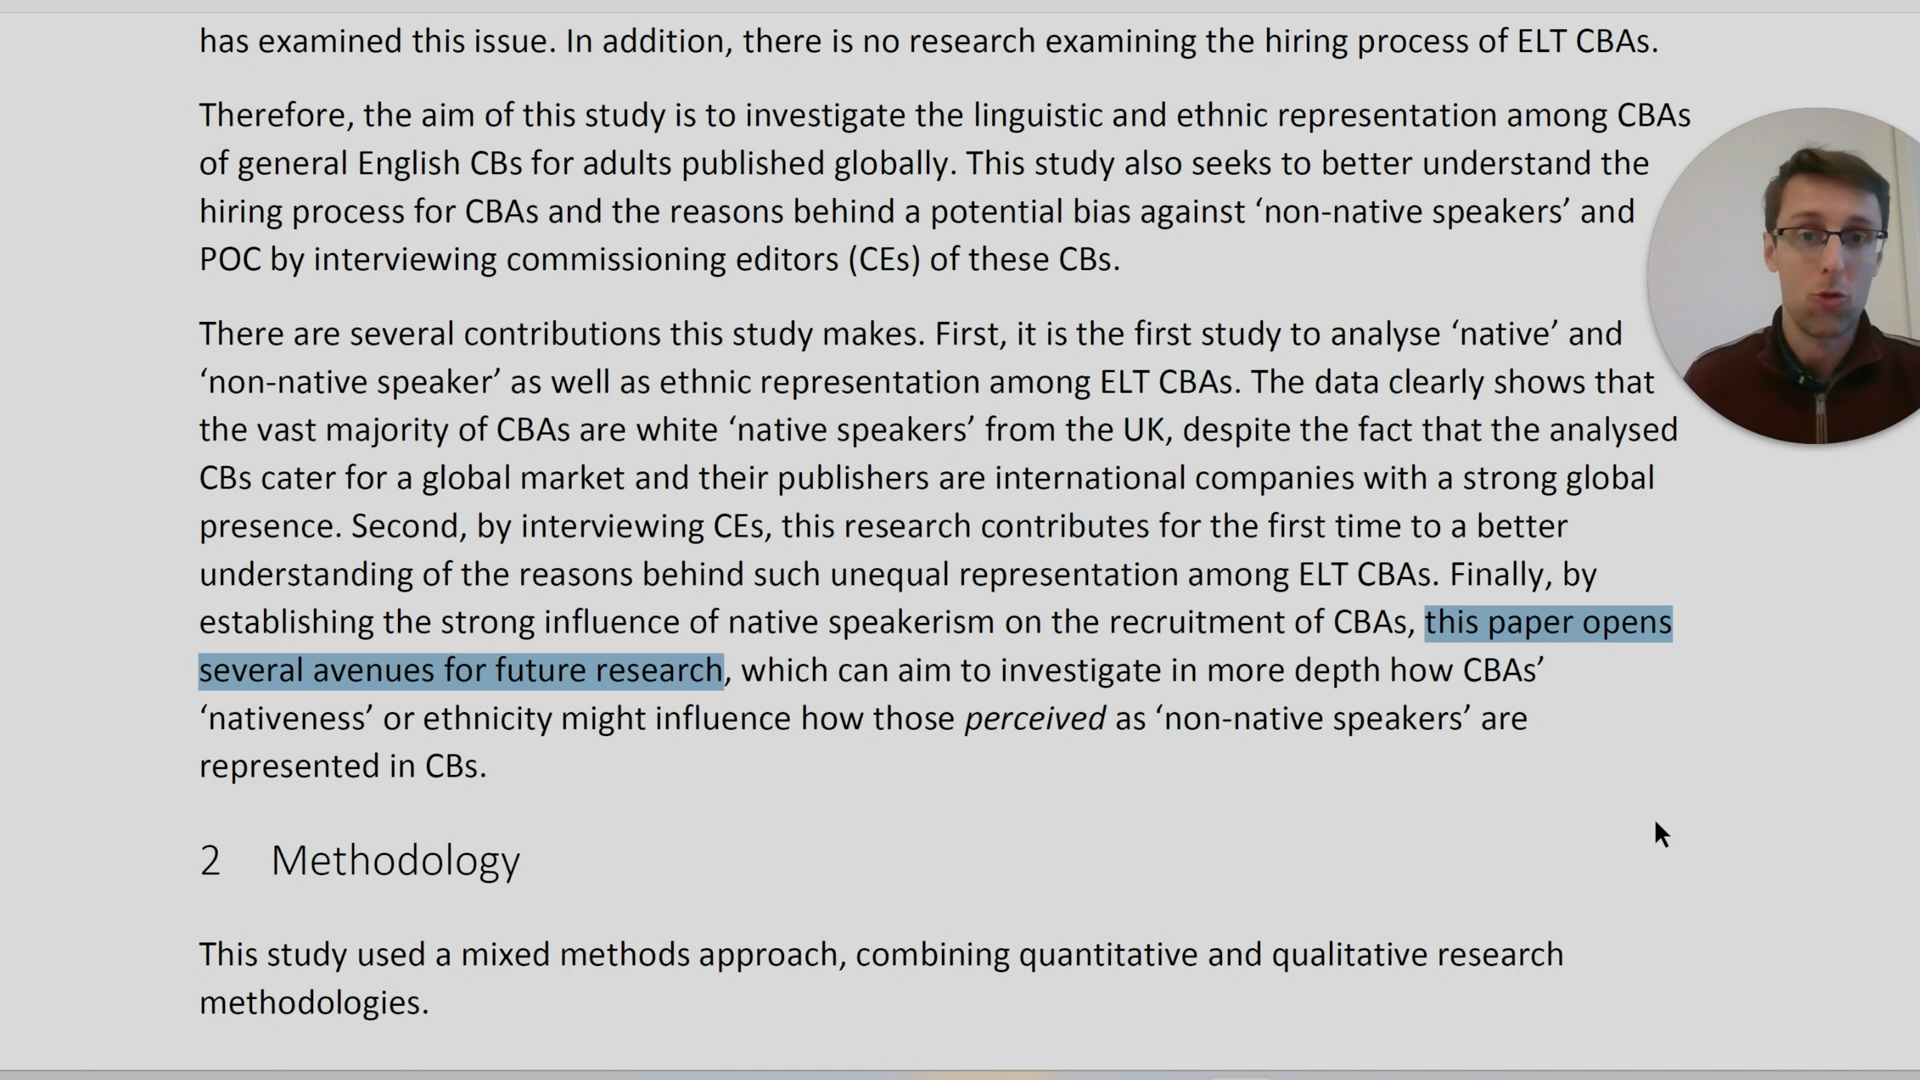 has examined this issue. In addition, there is no research examining the hiring process of ELT CBAs.
Therefore, the aim of this study is to investigate the linguistic and ethnic representation among CBAs
of general English CBs for adults published globally. This study also seeks to better understand the
hiring process for CBAs and the reasons behind a potential bias against ‘non-native speakers’ and
POC by interviewing commissioning editors (CEs) of these CBs.
There are several contributions this study makes. First, it is the first study to analyse ‘native’ and
‘non-native speaker’ as well as ethnic representation among ELT CBAs. The data clearly shows that
the vast majority of CBAs are white ‘native speakers’ from the UK, despite the fact that the analysed
CBs cater for a global market and their publishers are international companies with a strong global
presence. Second, by interviewing CEs, this research contributes for the first time to a better
understanding of the reasons behind such unequal representation among ELT CBAs. Finally, by
establishing the strong influence of native speakerism on the recruitment of CBAs, this paper opens
several avenues for future research, which can aim to investigate in more depth how CBAs’
‘nativeness’ or ethnicity might influence how those perceived as ‘non-native speakers’ are
represented in CBs.
2 Methodology
This study used a mixed methods approach, combining quantitative and qualitative research
methodologies.